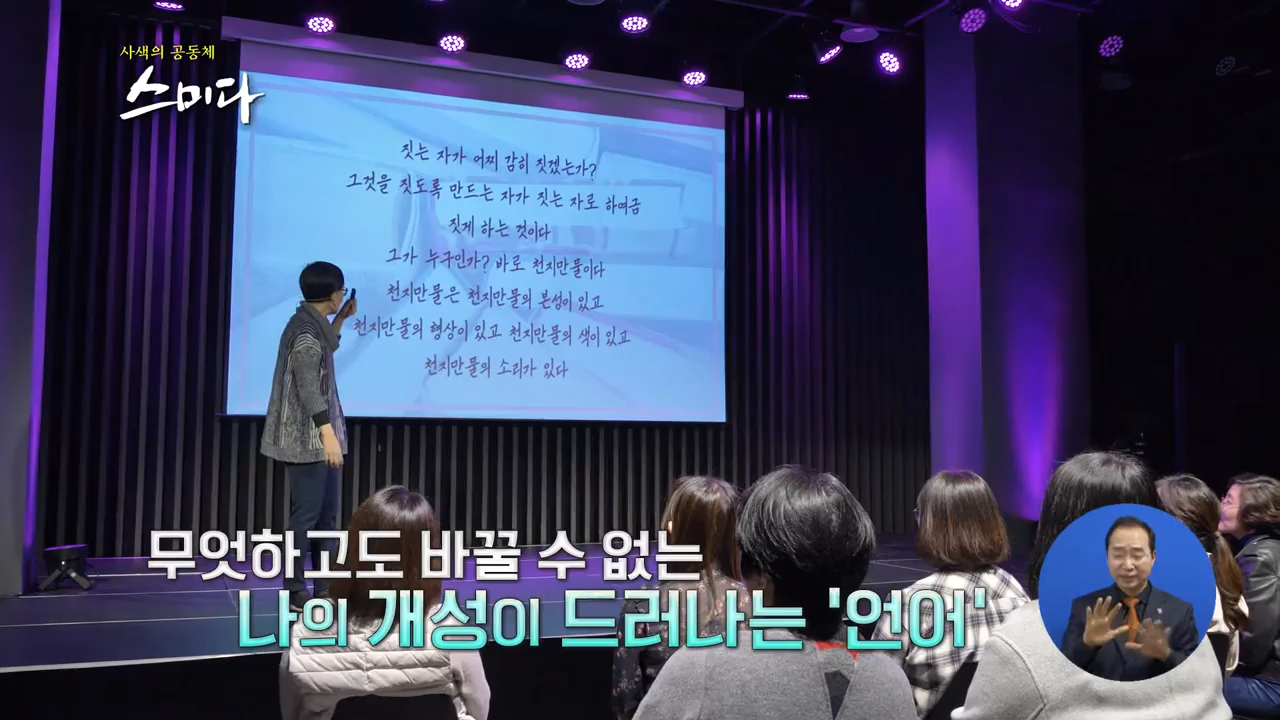 사색의 공동체
스미다
짓는 자가 어찌 감히 짓겠는가?
그것을 짓도록 만드는 자가 짓는 자로 하여금
짓게 하는 것이다
그가 누구인가? 바로 천지만물이다
천지만물은 천지만물의 본성이 있고
천지만물의 형상이 있고 천지만물의 색이 있고
천지만물의 소리가 있다
무엇하고도 바꿀 수 없는
나의 개성이 드러나는 '언어'